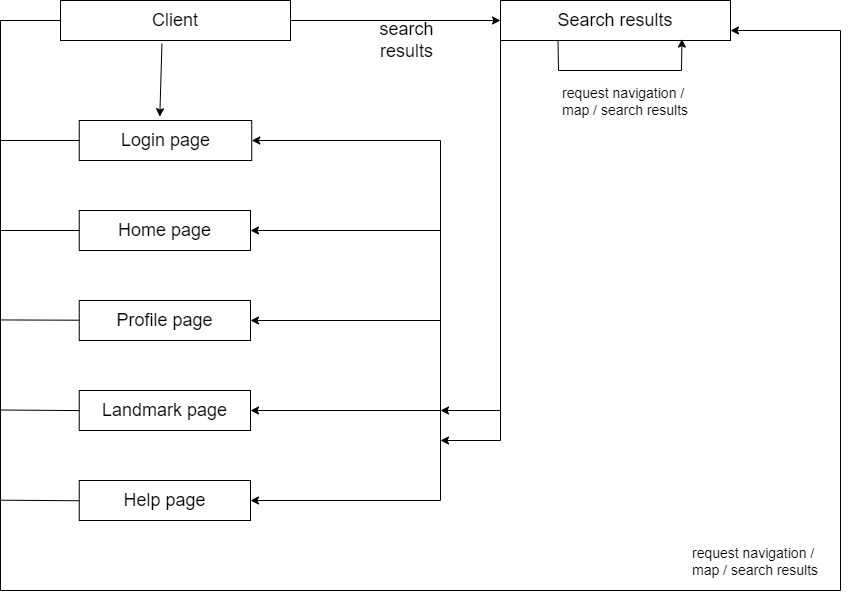 Client
search
results
Search results
request navigation /
map / search results
Login page
Home page
Profile page
Landmark page
Help page
request navigation /
map / search results